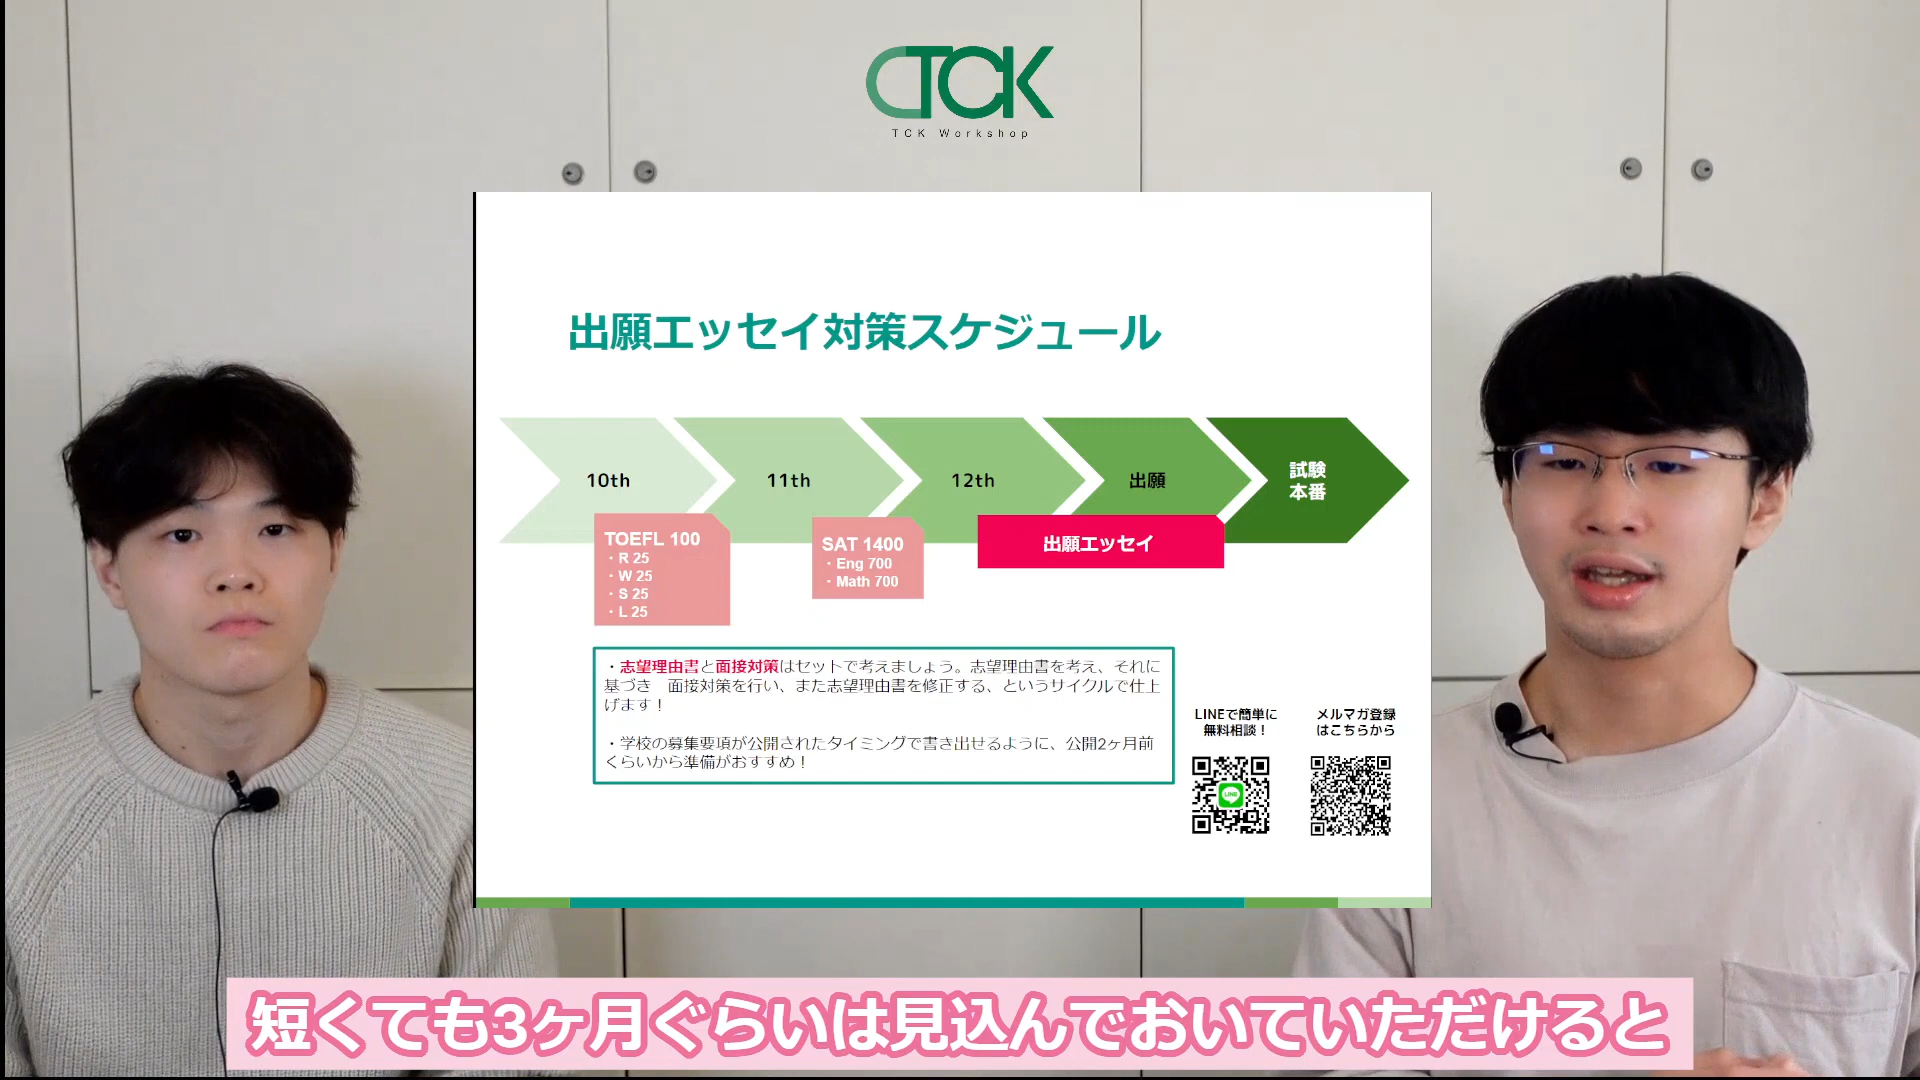 TCK
TCK Workshop
出願エッセイ対策スケジュール
10th
11th
12th
出願
試験
本番
TOEFL 100
・R 25
・W 25
・S 25
・L 25
SAT 1400
・Eng 700
・Math 700
出願エッセイ
・志望理由書と面接対策はセットで考えましょう。志望理由書を考え、それに
基づき　面接対策を行い、また志望理由書を修正する、というサイクルで仕上
げます！
・学校の募集要項が公開されたタイミングで書き出せるように、公開2ヶ月前
くらいから準備がおすすめ！
LINEで簡単に
無料相談！
メルマガ登録
はこちらから
LINE
短くても3ヶ月ぐらいは見込んでおいていただけると